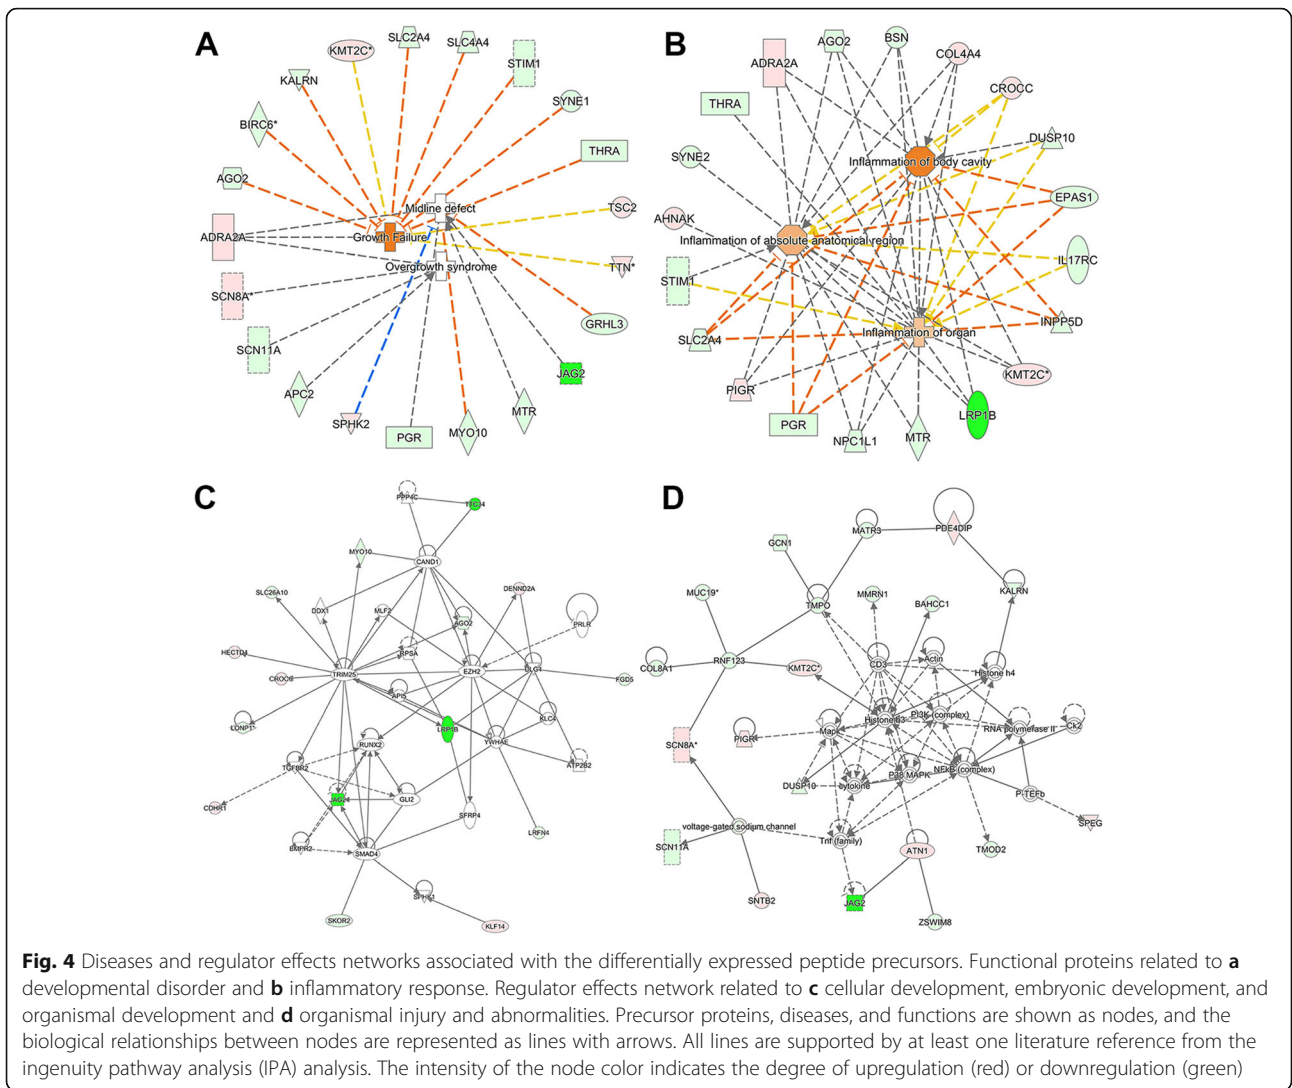 A
SLC2A4
SLC4A4
KMT2C*
STIM1
KALRN
SYNE1
BIRC6*
THRA
AGO2
Midline defect
TSC2
ADRA2A
Growth Failure
Overgrowth syndrome
TTN*
SCN8A*
GRHL3
SCN11A
JAG2
APC2
MTR
SPHK2
PGR
MYO10
B
AGO2
BSN
ADRA2A
COL4A4
CROCC
THRA
DUSP10
SYNE2
Inflammation of body cavity
EPAS1
AHNAK
Inflammation of absolute anatomical region
IL17RC
STIM1
INPP5D
SLC2A4
Inflammation of organ
KMT2C*
PIGR
LRP1B
PGR
NPC1L1
MTR
C
PPP4C
MYO10
CAND1
SLC26A10
DENND2A
DDX1
MLF2
AGO2
PRLR
HECTD4
RPSA
TRIM25
EZH2
DLG4
CROCC
FGD5
API5
LONP1*
LRP1B
KLC4
RUNX2
YWHAE
TGFBR2
ATP2B2
CDHR1
GLI2
SFRP4
LRFN4
BMPR2
SMAD4
SKOR2
KLF14
D
MATR3
PDE4DIP
GCN1
MUC19*
TMPO
MMRN1
BAHCC1
KALRN
COL8A1
RNF123
KMT2C*
CD3
Actin
Histone h4
Histone h3
PI3K (complex)
PIGR
Mapk
RNA polymerase II
Ck2
SCN8A*
P38 MAPK
NFkB (complex)
DUSP10
cytokine
P-TEFb
voltage-gated sodium channel
Tnf (family)
SPEG
SCN11A
ATN1
TMOD2
SNTB2
JAG2
ZSWIM8
Fig. 4 Diseases and regulator effects networks associated with the differentially expressed peptide precursors. Functional proteins related to a
developmental disorder and b inflammatory response. Regulator effects network related to c cellular development, embryonic development, and
organismal development and d organismal injury and abnormalities. Precursor proteins, diseases, and functions are shown as nodes, and the
biological relationships between nodes are represented as lines with arrows. All lines are supported by at least one literature reference from the
ingenuity pathway analysis (IPA) analysis. The intensity of the node color indicates the degree of upregulation (red) or downregulation (green)